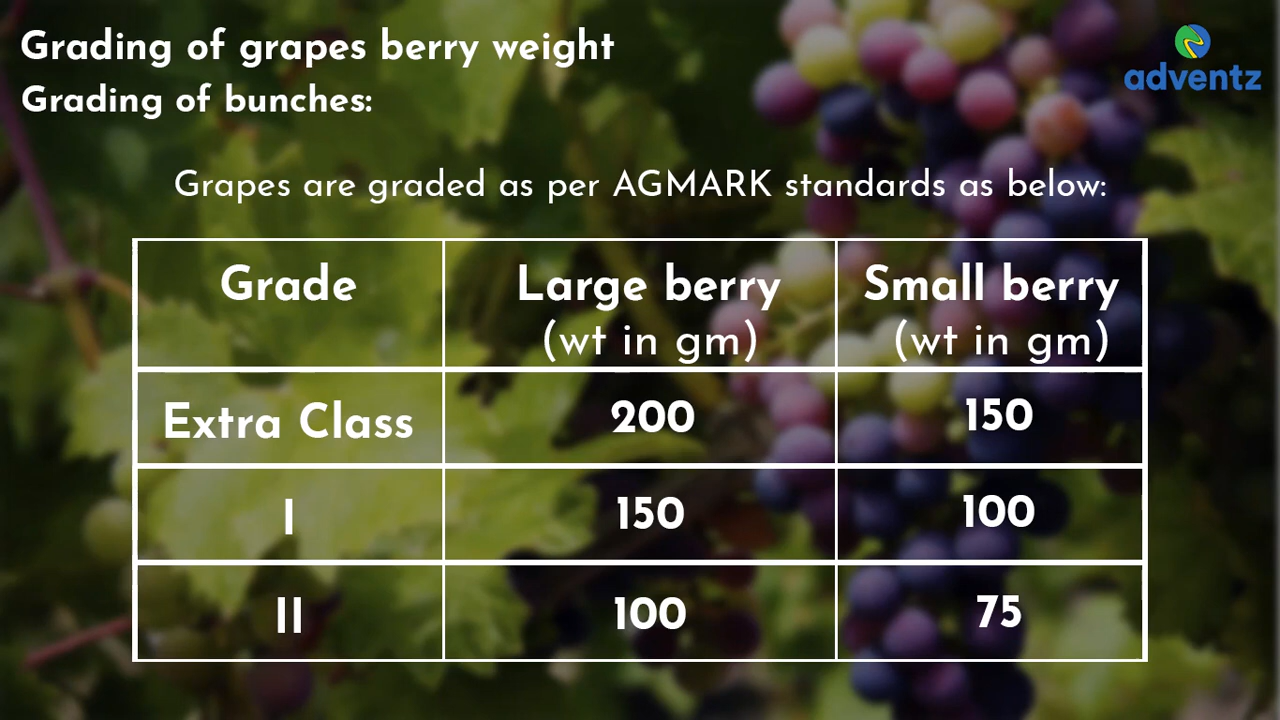 Grading of grapes berry weight
adventz
Grading of bunches:
Grapes are graded as per AGMARK standards as below:
Grade Large berry Small berry
(wt in gm) (wt in gm)
Extra Class 200 150
I 150 100
II 100 75